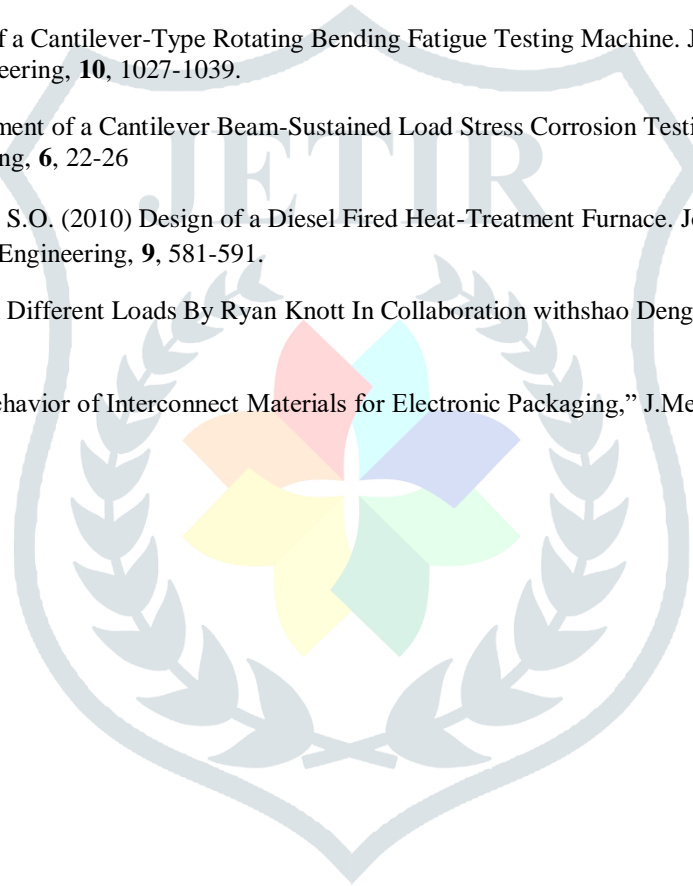 f a Cantilever-Type Rotating Bending Fatigue Testing Machine. J
eering, 10, 1027-1039.
ment of a Cantilever Beam-Sustained Load Stress Corrosion Testi
ng, 6, 22-26
JETIR
S.O. (2010) Design of a Diesel Fired Heat-Treatment Furnace. Jo
Engineering, 9, 581-591.
Different Loads By Ryan Knott In Collaboration withshao Deng
ehavior of Interconnect Materials for Electronic Packaging,” J.Me